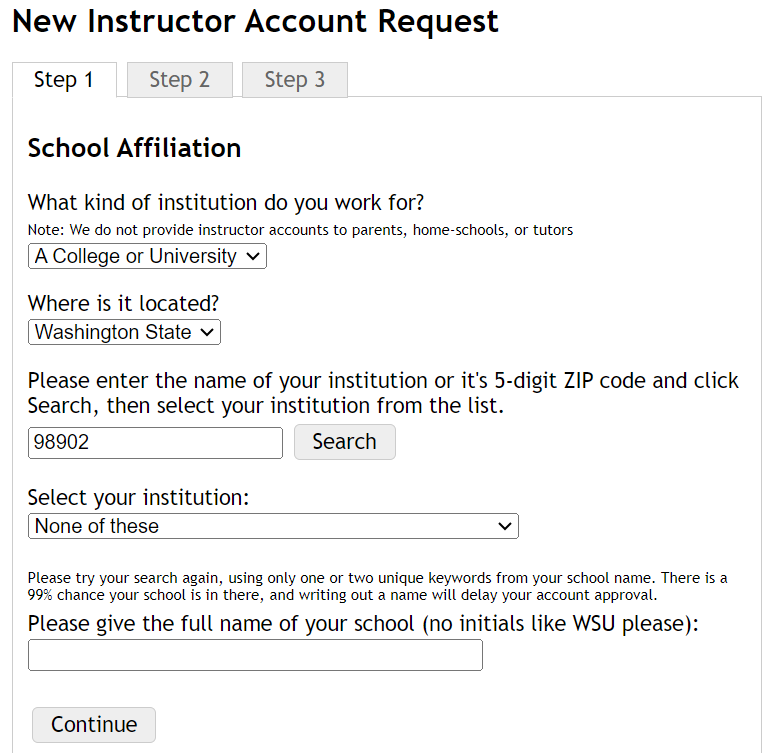 New Instructor Account Request
Step 1
Step 2
Step 3
School Affiliation
What kind of institution do you work for?
Note: We do not provide instructor accounts to parents, home-schools, or tutors
A College or University
Where is it located?
Washington State
Please enter the name of your institution or it's 5-digit ZIP code and click
Search, then select your institution from the list.
98902
Search
Select your institution:
None of these
Please try your search again, using only one or two unique keywords from your school name. There is a
99% chance your school is in there, and writing out a name will delay your account approval.
Please give the full name of your school (no initials like WSU please):
Continue